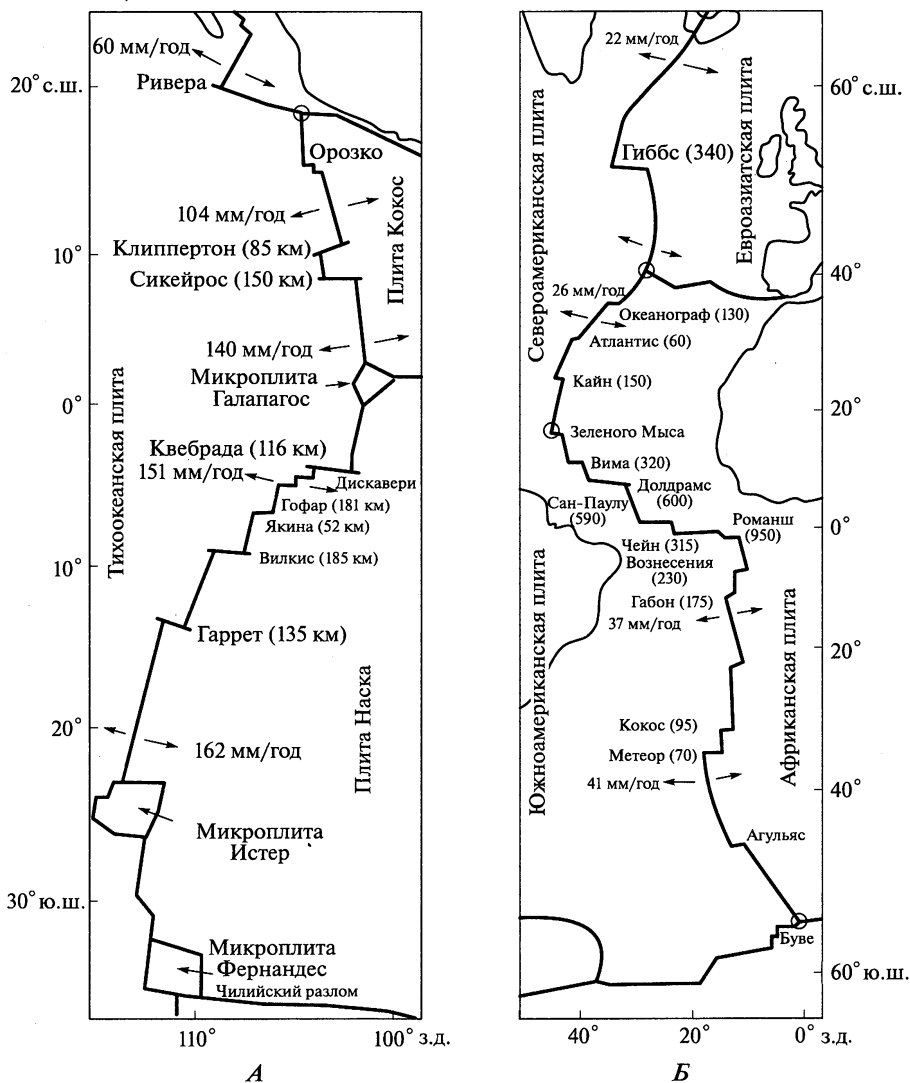 60 мм/год
20° с.ш.
Ривера
Орозко
104 мм/год
Плита Кокос
10°
Клиппертон (85 км)
Сикейрос (150 км)
140 мм/год
Микроплита
Галапагос
0°
Тихоокеанская плита
Квебрада (116 км)
151 мм/год
Дискавери
Гофар (181 км)
Якина (52 км)
Вилкис (185 км)
10°
Гаррет (135 км)
Плита Наска
20°
162 мм/год
Микроплита
Истер
30° ю.ш.
Микроплита
Фернандес
Чилийский разлом
110°
100° з.д.
А
22 мм/год
60° с.ш.
Североамериканская плита
Евроазиатская плита
Гиббс (340)
40°
26 мм/год
Океанограф (130)
Атлантис (60)
Кайн (150)
20°
Зеленого Мыса
Вима (320)
Долдрамс
(600)
Сан-Паулу
(590)
Романш
(950)
0°
Чейн (315)
Вознесения
(230)
Габон (175)
37 мм/год
Южноамериканская плита
Африканская плита
20°
Кокос (95)
Метеор (70)
41 мм/год
40°
Агульяс
Буве
60° ю.ш.
40°
20°
0° з.д.
Б